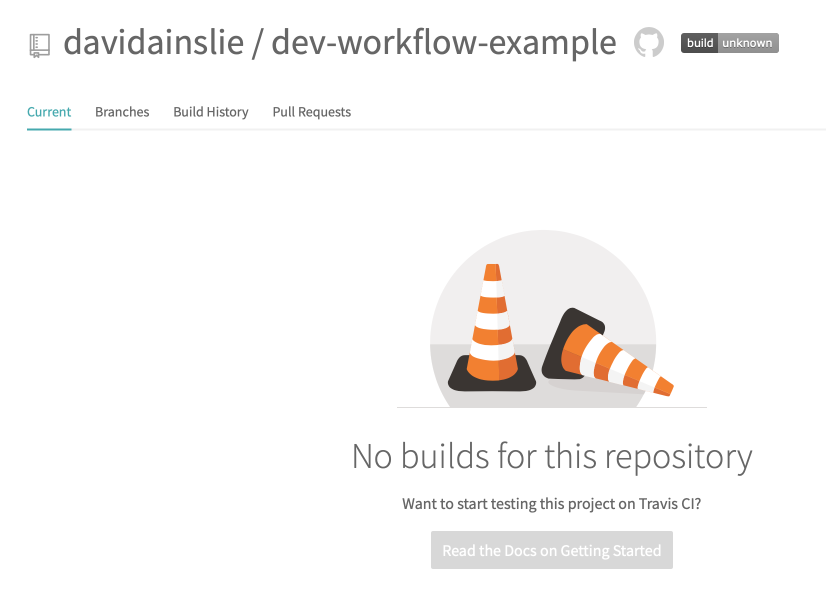 davidainslie / dev-workflow-example build unknown
Current Branches Build History Pull Requests
No builds for this repository
Want to start testing this project on Travis CI?
Read the Docs on Getting Started